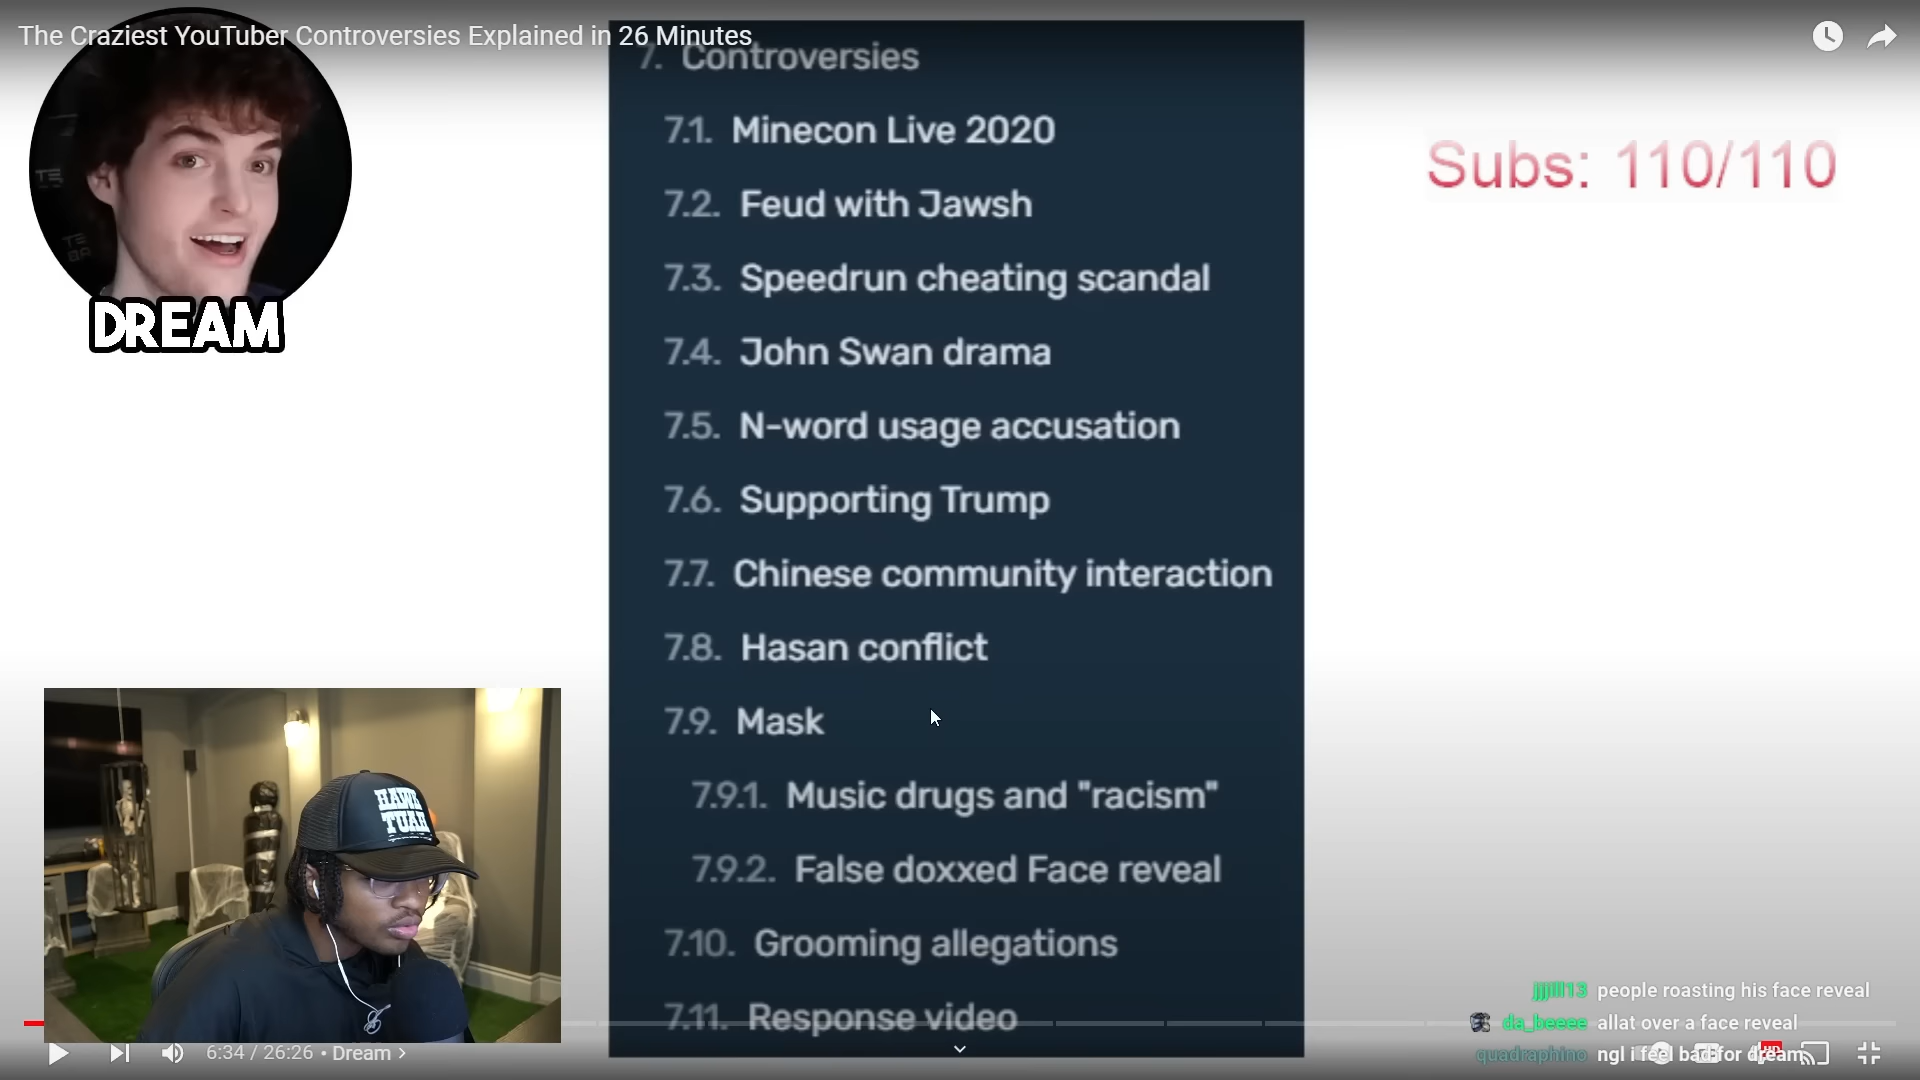 The Craziest YouTuber Controversies Explained in 26 Minutes
7. Controversies
7.1. Minecon Live 2020
7.2. Feud with Jawsh
7.3. Speedrun cheating scandal
7.4. John Swan drama
7.5. N-word usage accusation
7.6. Supporting Trump
7.7. Chinese community interaction
7.8. Hasan conflict
7.9. Mask
7.9.1. Music drugs and "racism"
7.9.2. False doxxed Face reveal
7.10. Grooming allegations
7.11. Response video
DREAM
Subs: 110/110
HAWK
TUAH
jjjill13 people roasting his face reveal
da_beeee allat over a face reveal
quadraphino ngl i feel bad for dream
6:34 / 26:26 • Dream >
HD